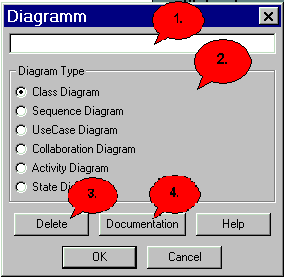 Diagramm
1.
2.
Diagram Type
Class Diagram
Sequence Diagram
UseCase Diagram
Collaboration Diagram
Activity Diagram
State Di
3.
4.
Delete Documentation Help
OK Cancel